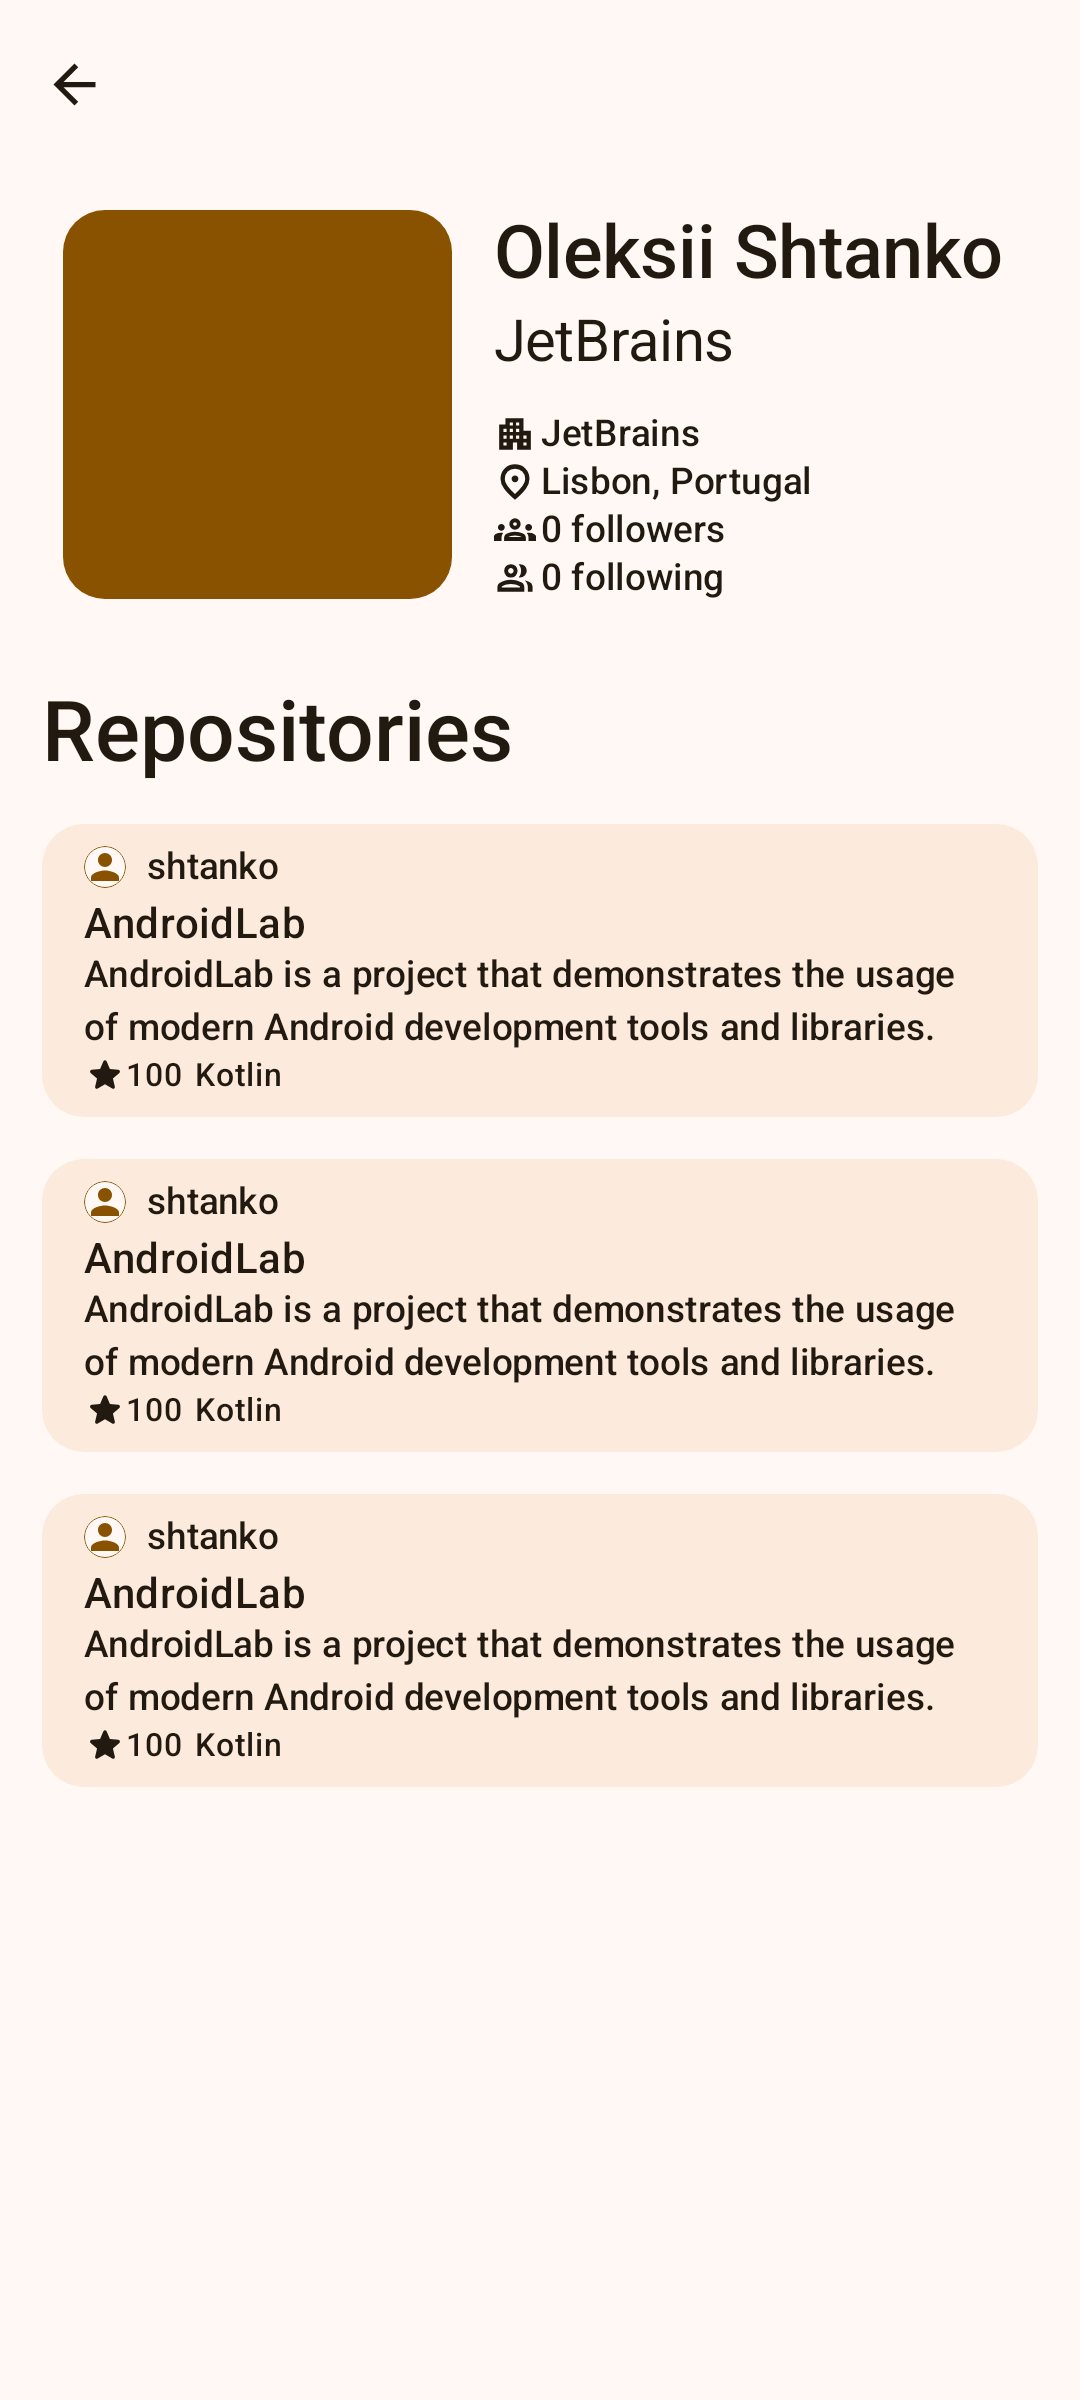 Oleksii Shtanko
JetBrains
JetBrains
Lisbon, Portugal
0 followers
0 following
Repositories
shtanko
AndroidLab
AndroidLab is a project that demonstrates the usage
of modern Android development tools and libraries.
100 Kotlin
shtanko
AndroidLab
AndroidLab is a project that demonstrates the usage
of modern Android development tools and libraries.
100 Kotlin
shtanko
AndroidLab
AndroidLab is a project that demonstrates the usage
of modern Android development tools and libraries.
100 Kotlin